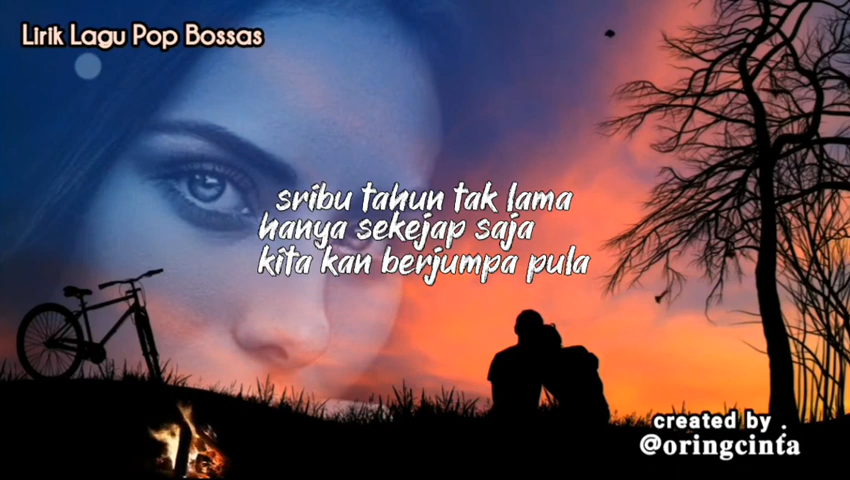 Lirik Lagu Pop Bossas
sribu tahun tak lama
hanya sekejap saja
kita kan berjumpa pula
created by .
@oringcinta